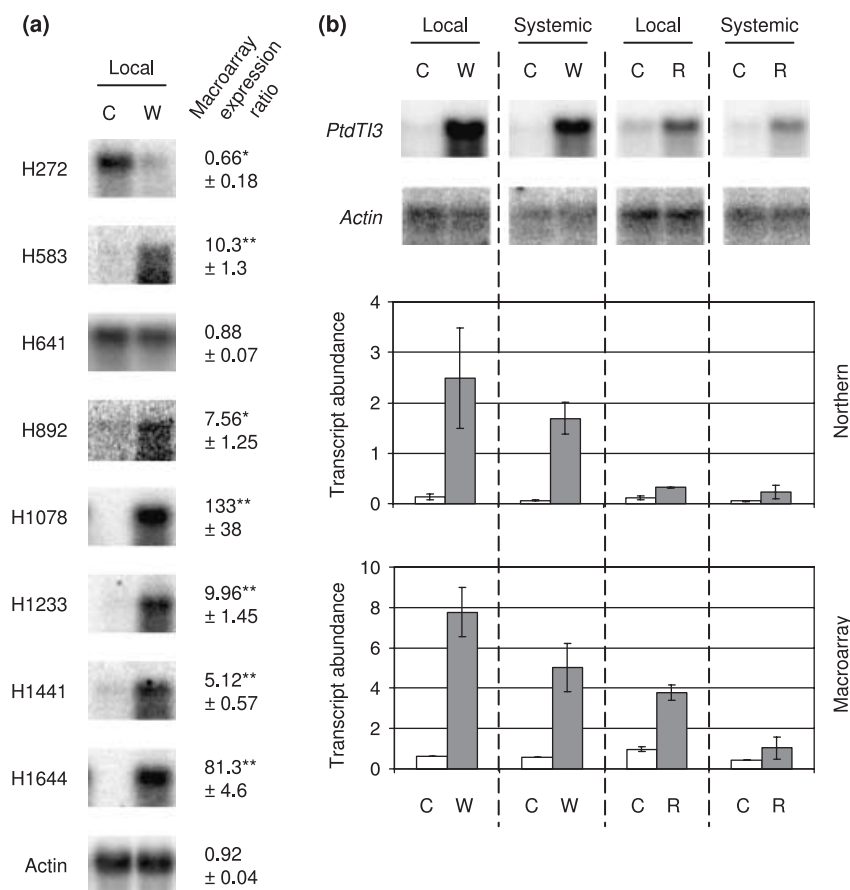 (a)
Local
C W
Macroarray
expression
ratio
H272
0.66*
± 0.18
H583
10.3**
± 1.3
H641
0.88
± 0.07
H892
7.56*
± 1.25
H1078
133**
± 38
H1233
9.96**
± 1.45
H1441
5.12**
± 0.57
H1644
81.3**
± 4.6
Actin
0.92
± 0.04
(b)
Local Systemic Local Systemic
C W C W C R C R
PtdTI3
Actin
Transcript abundance
4
3
2
1
0
Northern
Transcript abundance
10
8
6
4
2
0
Macroarray
C W C W C R C R